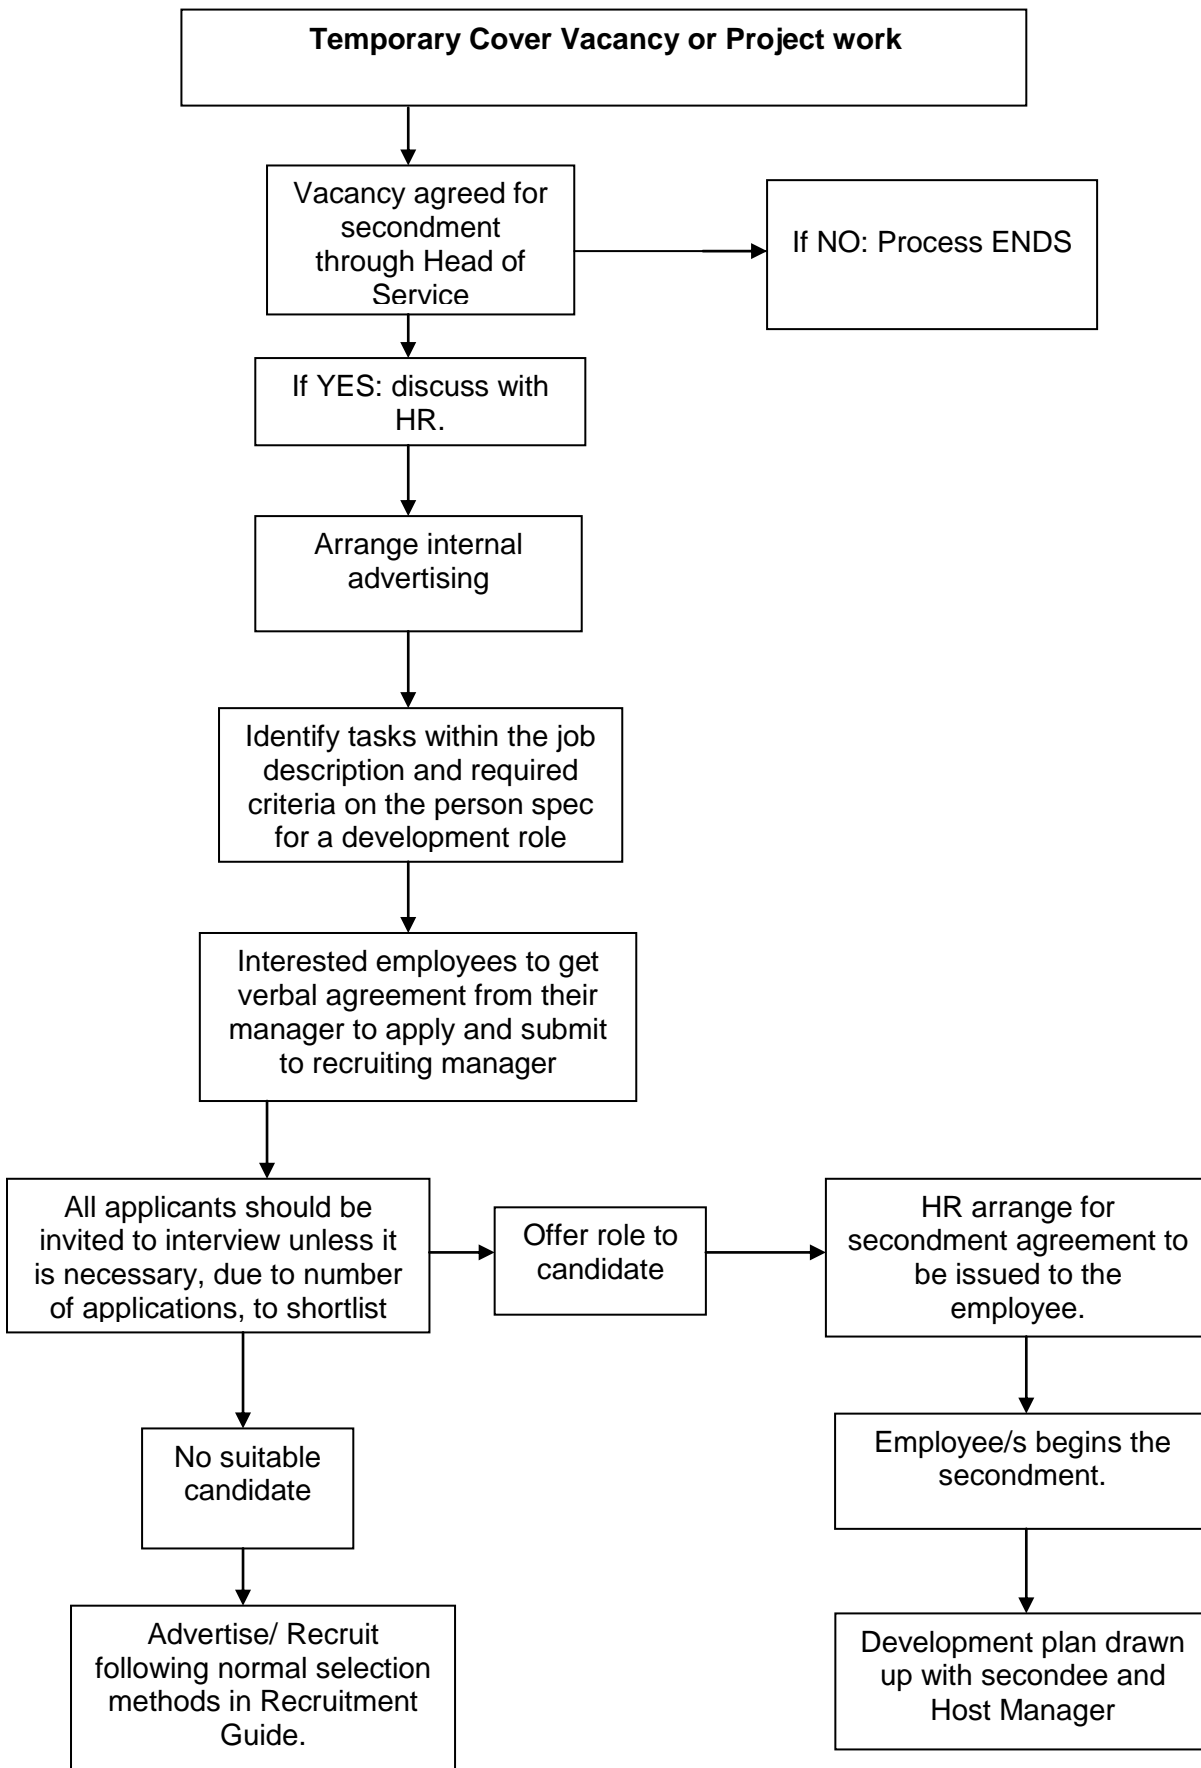 Temporary Cover Vacancy or Project work
Vacancy agreed for
secondment
through Head of
Service
If NO: Process ENDS
If YES: discuss with
HR.
Arrange internal
advertising
Identify tasks within the job
description and required
criteria on the person spec
for a development role
Interested employees to get
verbal agreement from their
manager to apply and submit
to recruiting manager
All applicants should be
invited to interview unless it
is necessary, due to number
of applications, to shortlist
Offer role to
candidate
HR arrange for
secondment agreement to
be issued to the
employee.
No suitable
candidate
Employee/s begins the
secondment.
Advertise/ Recruit
following normal selection
methods in Recruitment
Guide.
Development plan drawn
up with secondee and
Host Manager